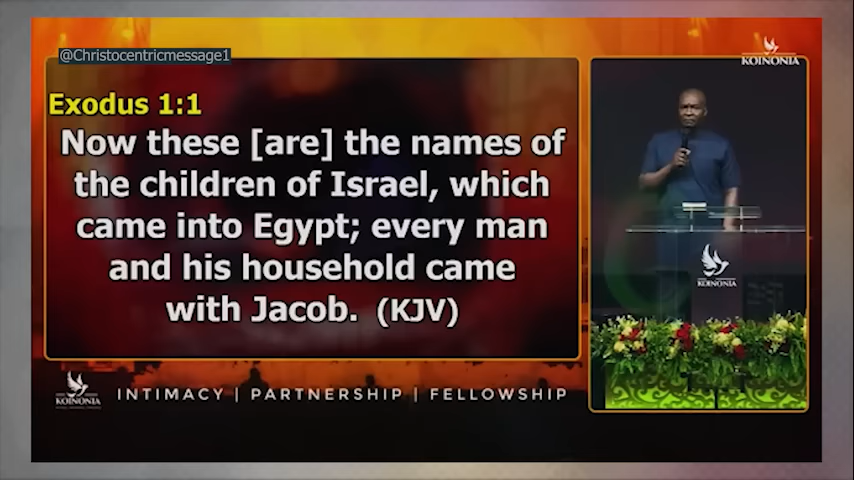 @Christocentricmessage1
KOINONIA
Exodus 1:1
Now these [are] the names of
the children of Israel, which
came into Egypt; every man
and his household came
with Jacob. (KJV)
KOINONIA
KOINONIA
INTIMACY | PARTNERSHIP | FELLOWSHIP